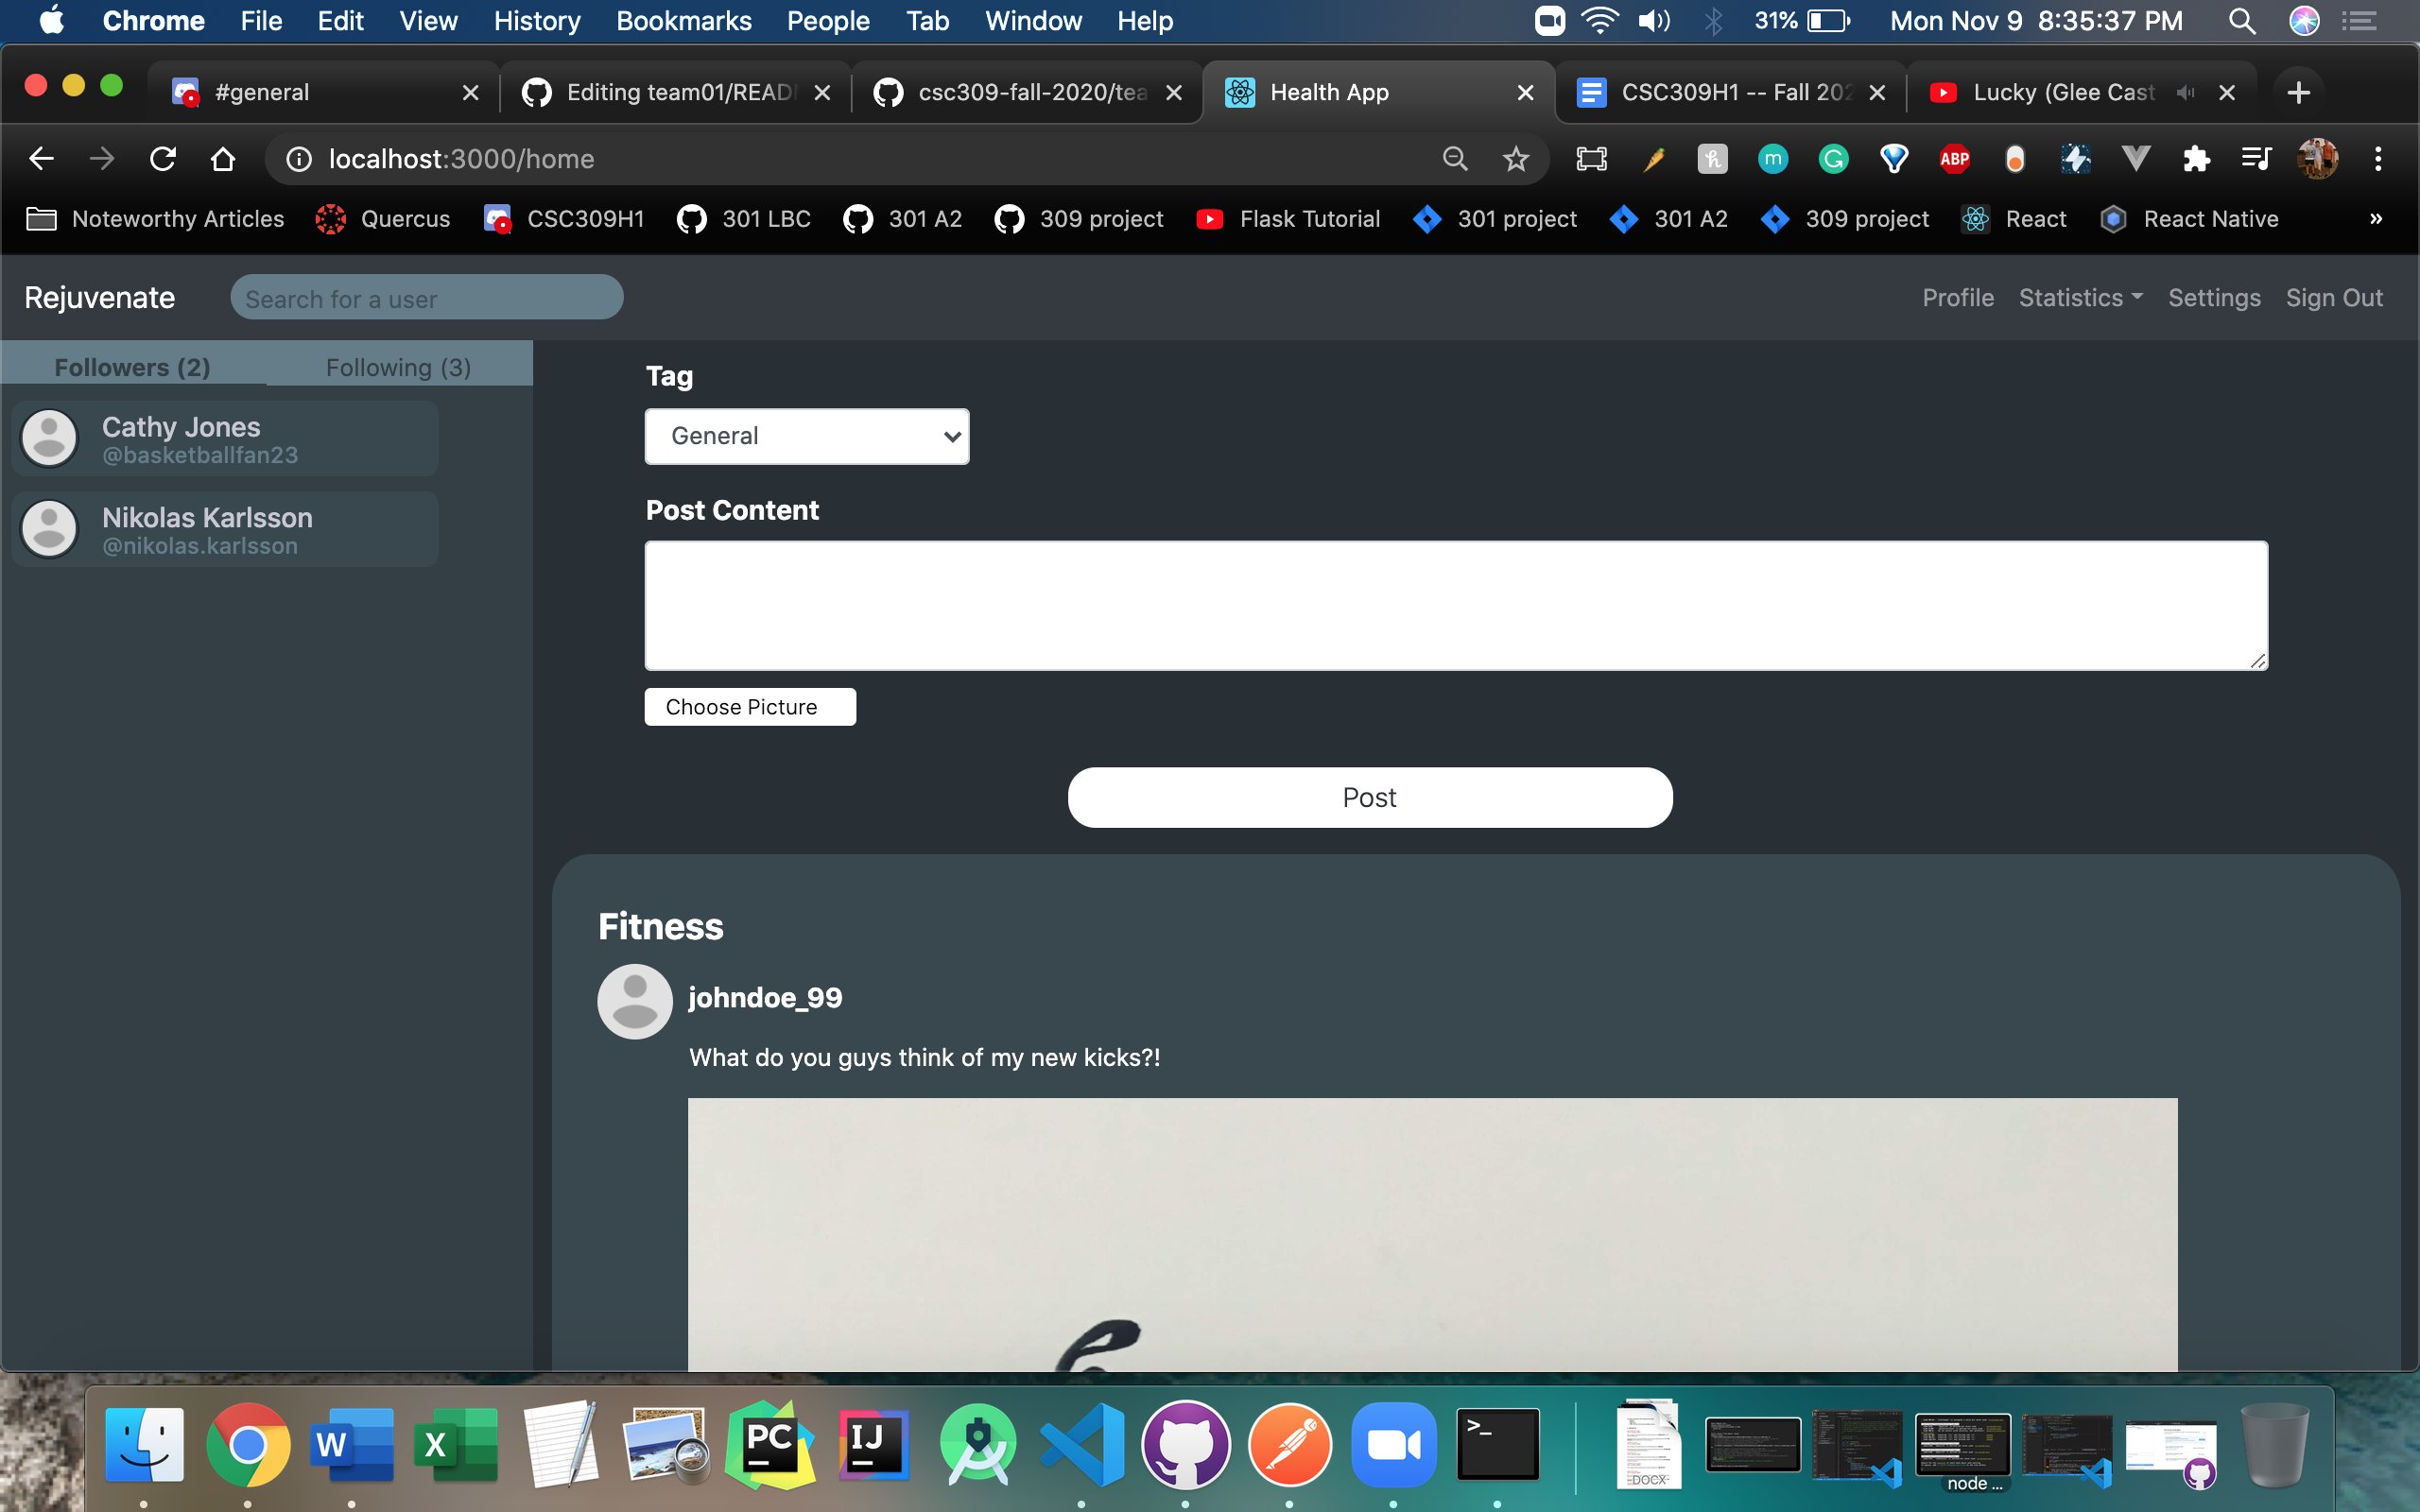 Chrome File Edit View History Bookmarks People Tab Window Help 31% Mon Nov 9 8:35:37 PM
#general Editing team01/READ csc309-fall-2020/tea Health App CSC309H1 -- Fall 202 Lucky (Glee Cast
localhost:3000/home
ABP
Noteworthy Articles Quercus CSC309H1 301 LBC 301 A2 309 project Flask Tutorial 301 project 301 A2 309 project React React Native »
Rejuvenate Search for a user Profile Statistics Settings Sign Out
Followers (2) Following (3)
Cathy Jones
@basketballfan23
Nikolas Karlsson
@nikolas.karlsson
Tag
General
Post Content
Choose Picture
Post
Fitness
johndoe_99
What do you guys think of my new kicks?!
W X PC IJ >_ DOCX node ...